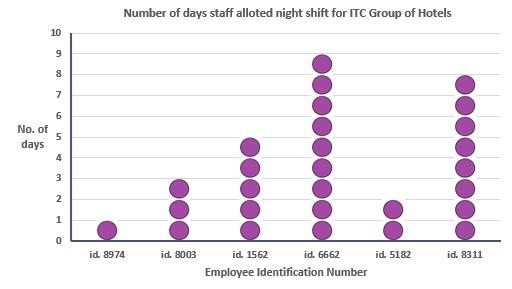 Number of days staff alloted night shift for ITC Group of Hotels
10
9
8
7
6
5
4
3
2
1
0
No. of
days
id. 8974 id. 8003 id. 1562 id. 6662 id. 5182 id. 8311
Employee Identification Number